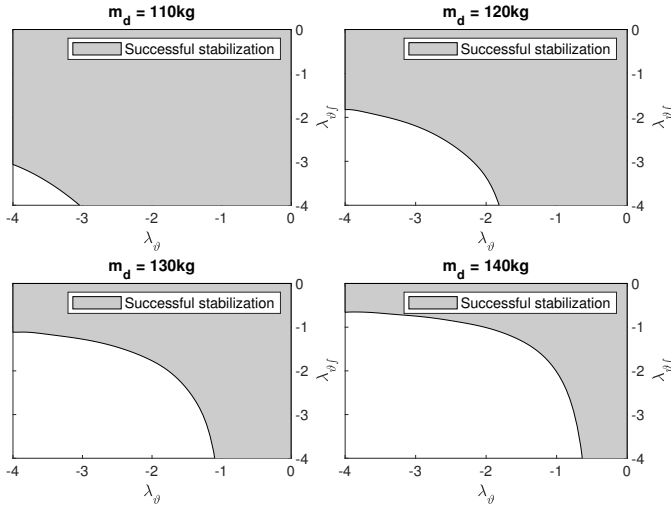 m_d = 110kg
Successful stabilization
0
-1
-2
-3
-4
λ_ϑ∫
-4 -3 -2 -1 0
λ_ϑ
m_d = 120kg
Successful stabilization
0
-1
-2
-3
-4
λ_ϑ∫
-4 -3 -2 -1 0
λ_ϑ
m_d = 130kg
Successful stabilization
0
-1
-2
-3
-4
λ_ϑ∫
-4 -3 -2 -1 0
λ_ϑ
m_d = 140kg
Successful stabilization
0
-1
-2
-3
-4
λ_ϑ∫
-4 -3 -2 -1 0
λ_ϑ